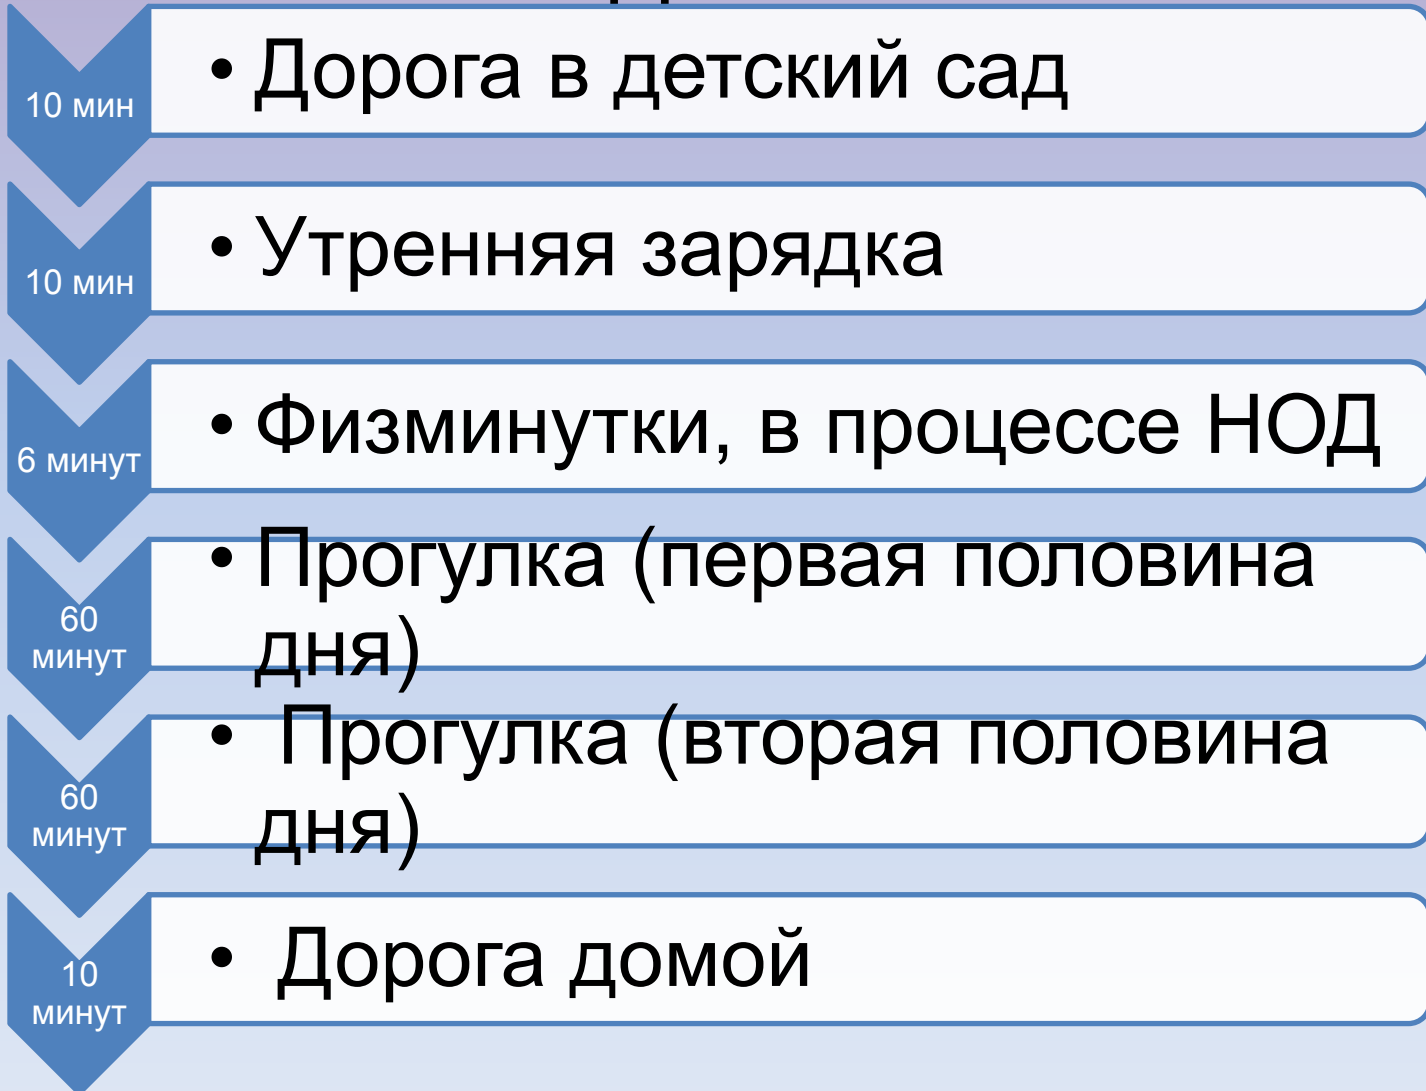 10 мин
• Дорога в детский сад
10 мин
• Утренняя зарядка
6 минут
• Физминутки, в процессе НОД
60
минут
• Прогулка (первая половина
дня)
60
минут
• Прогулка (вторая половина
дня)
10
минут
• Дорога домой